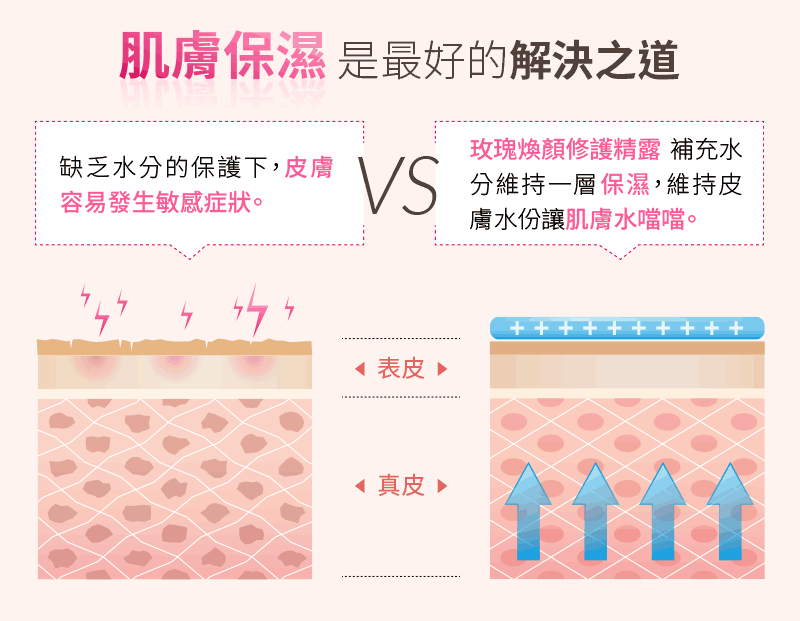 肌膚保濕 是最好的解決之道
缺乏水分的保護下，皮膚
容易發生敏感症狀。
VS
玫瑰煥顏修護精露 補充水
分維持一層保濕，維持皮
膚水份讓肌膚水噹噹。
表皮
真皮